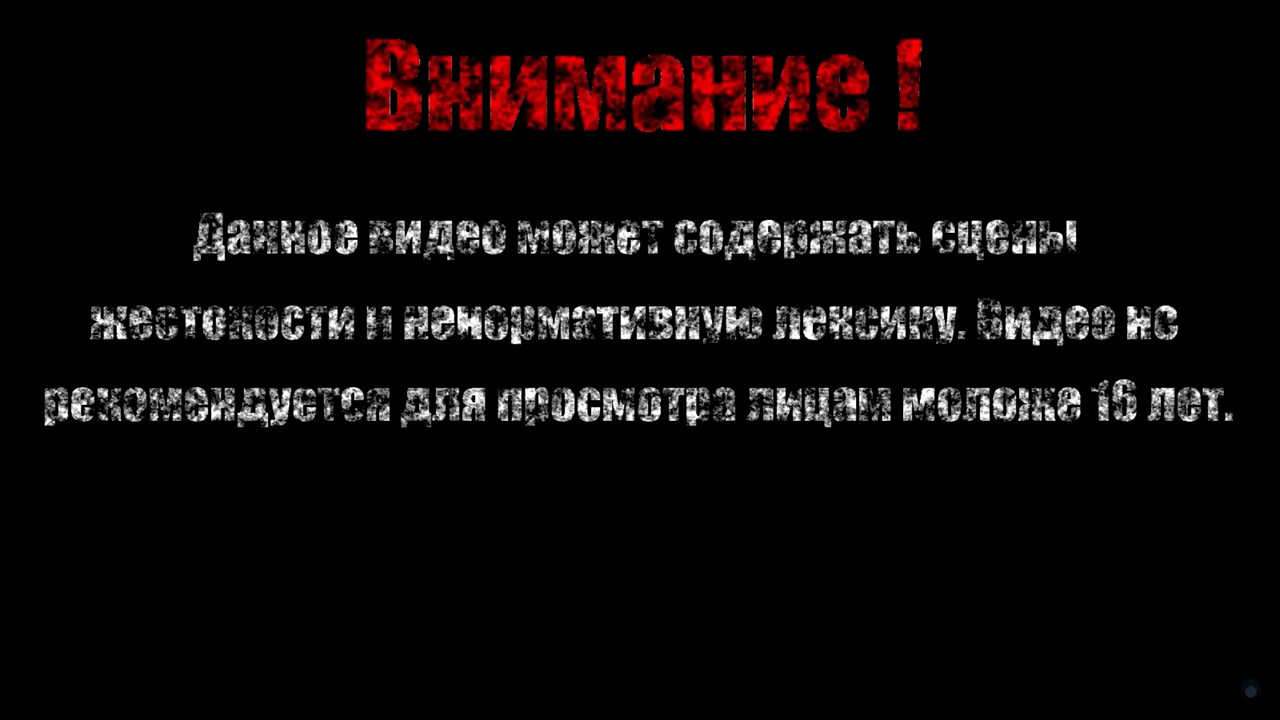 Внимание !
Данное видео может содержать сцены
жестокости и ненормативную лексику. Видео не
рекомендуется для просмотра лицам моложе 16 лет.